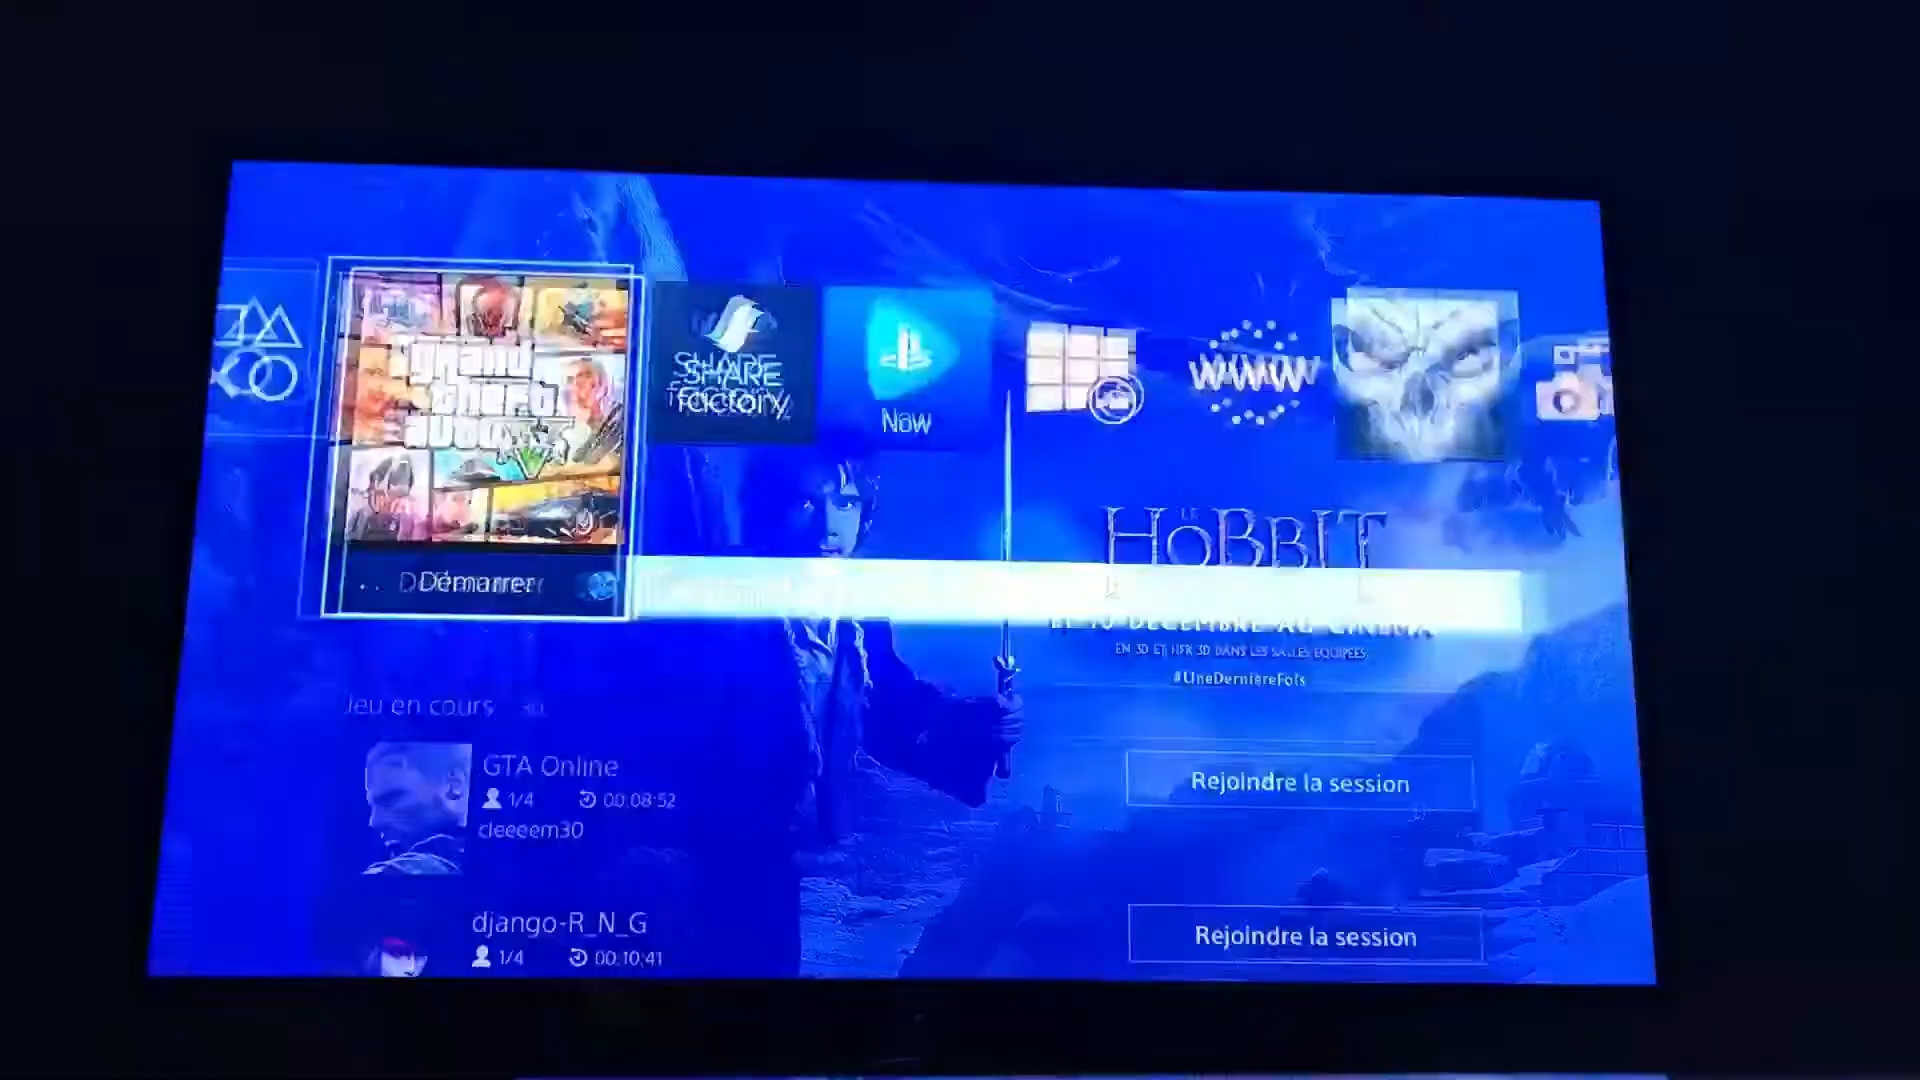 grand
theft
auto
SHARE
factory
Now
WWW
Démarrer
LE
HOBBIT
EN 3D ET HFR 3D DANS LES SALLES EQUIPÉES
#UneDernièreFois
Jeu en cours
GTA Online
1/4 00:08:52
cleeeem30
Rejoindre la session
django-R_N_G
1/4 00:10:41
Rejoindre la session